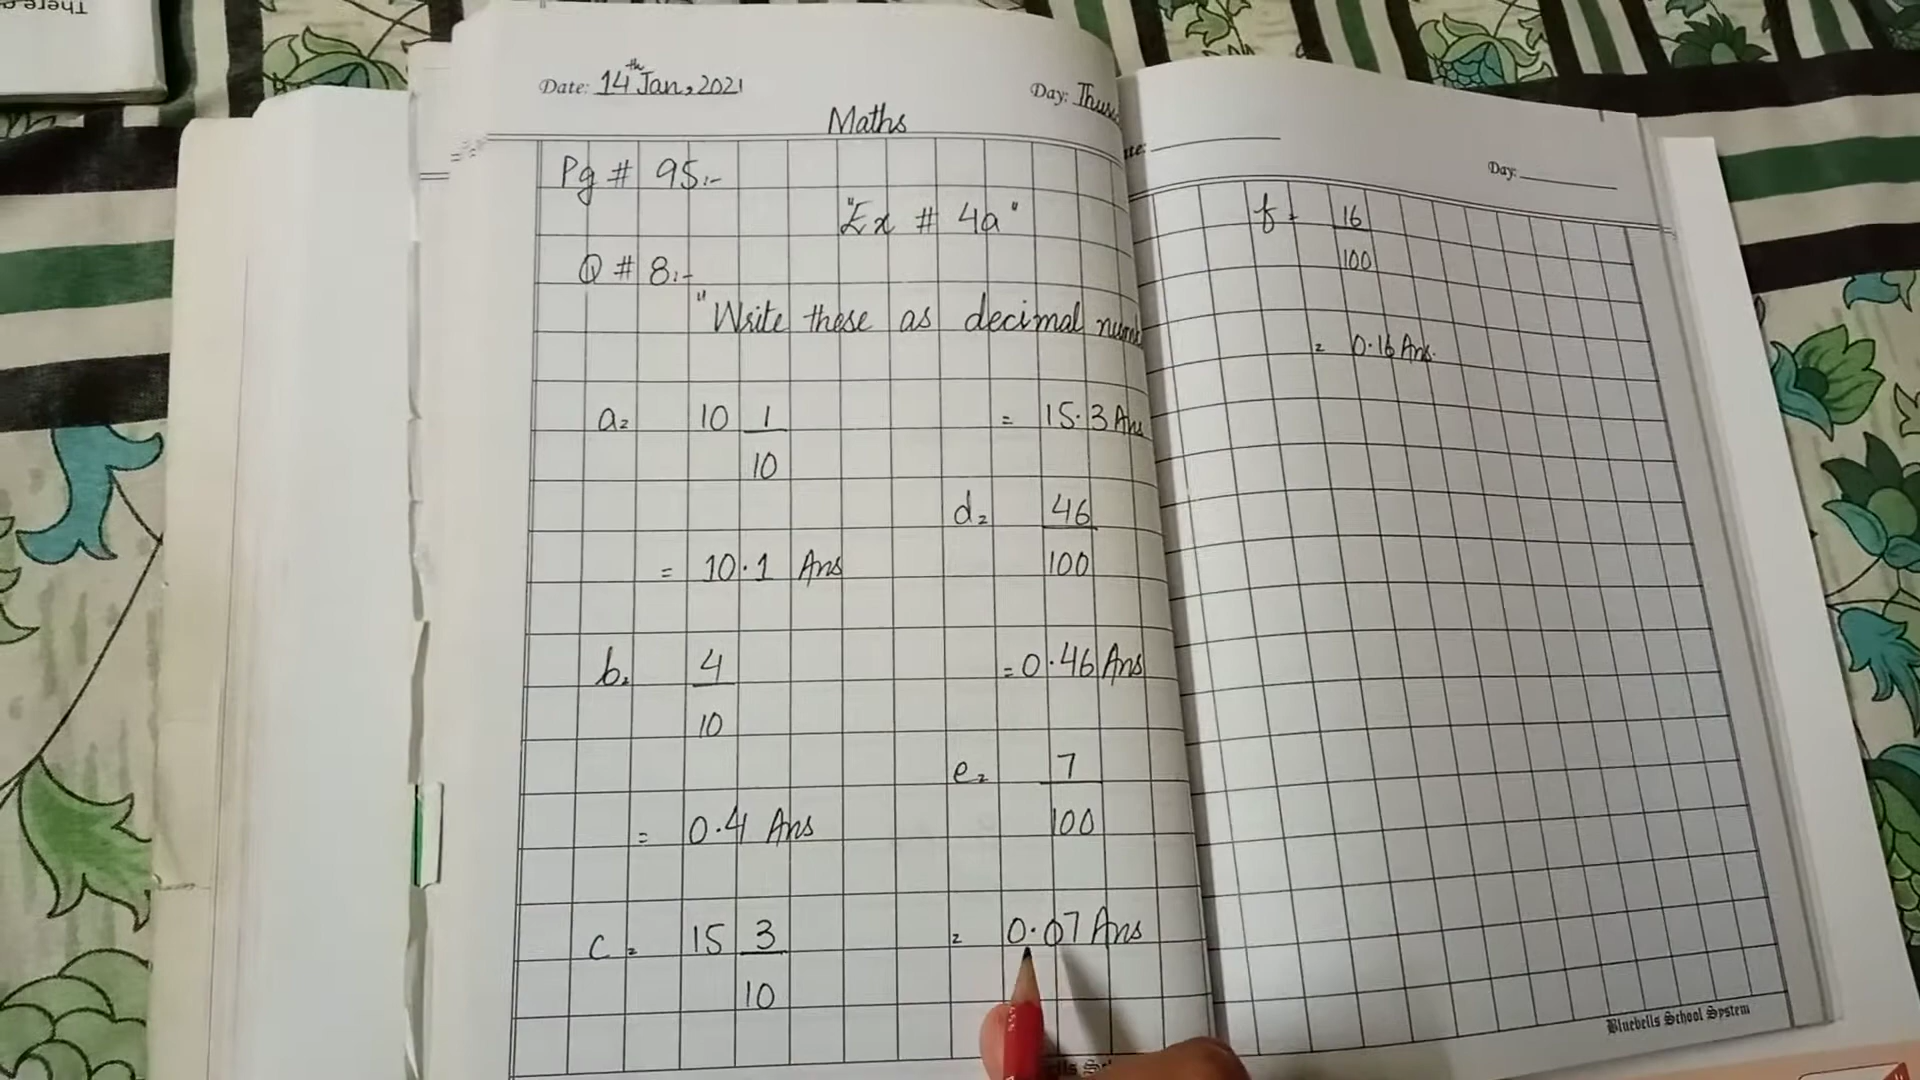 There
Date: 14th Jan, 2021
Day: Thurs
Maths
Pg # 95:-
"Ex # 4a"
Q # 8:-
"Write these as decimal num
a= 10 1/10
= 10.1 Ans
b= 4/10
= 0.4 Ans
c= 15 3/10
= 15.3 Ans
d= 46/100
= 0.46 Ans
e= 7/100
= 0.07 Ans
Day:
f= 16/100
= 0.16 Ans.
Bluebells School System